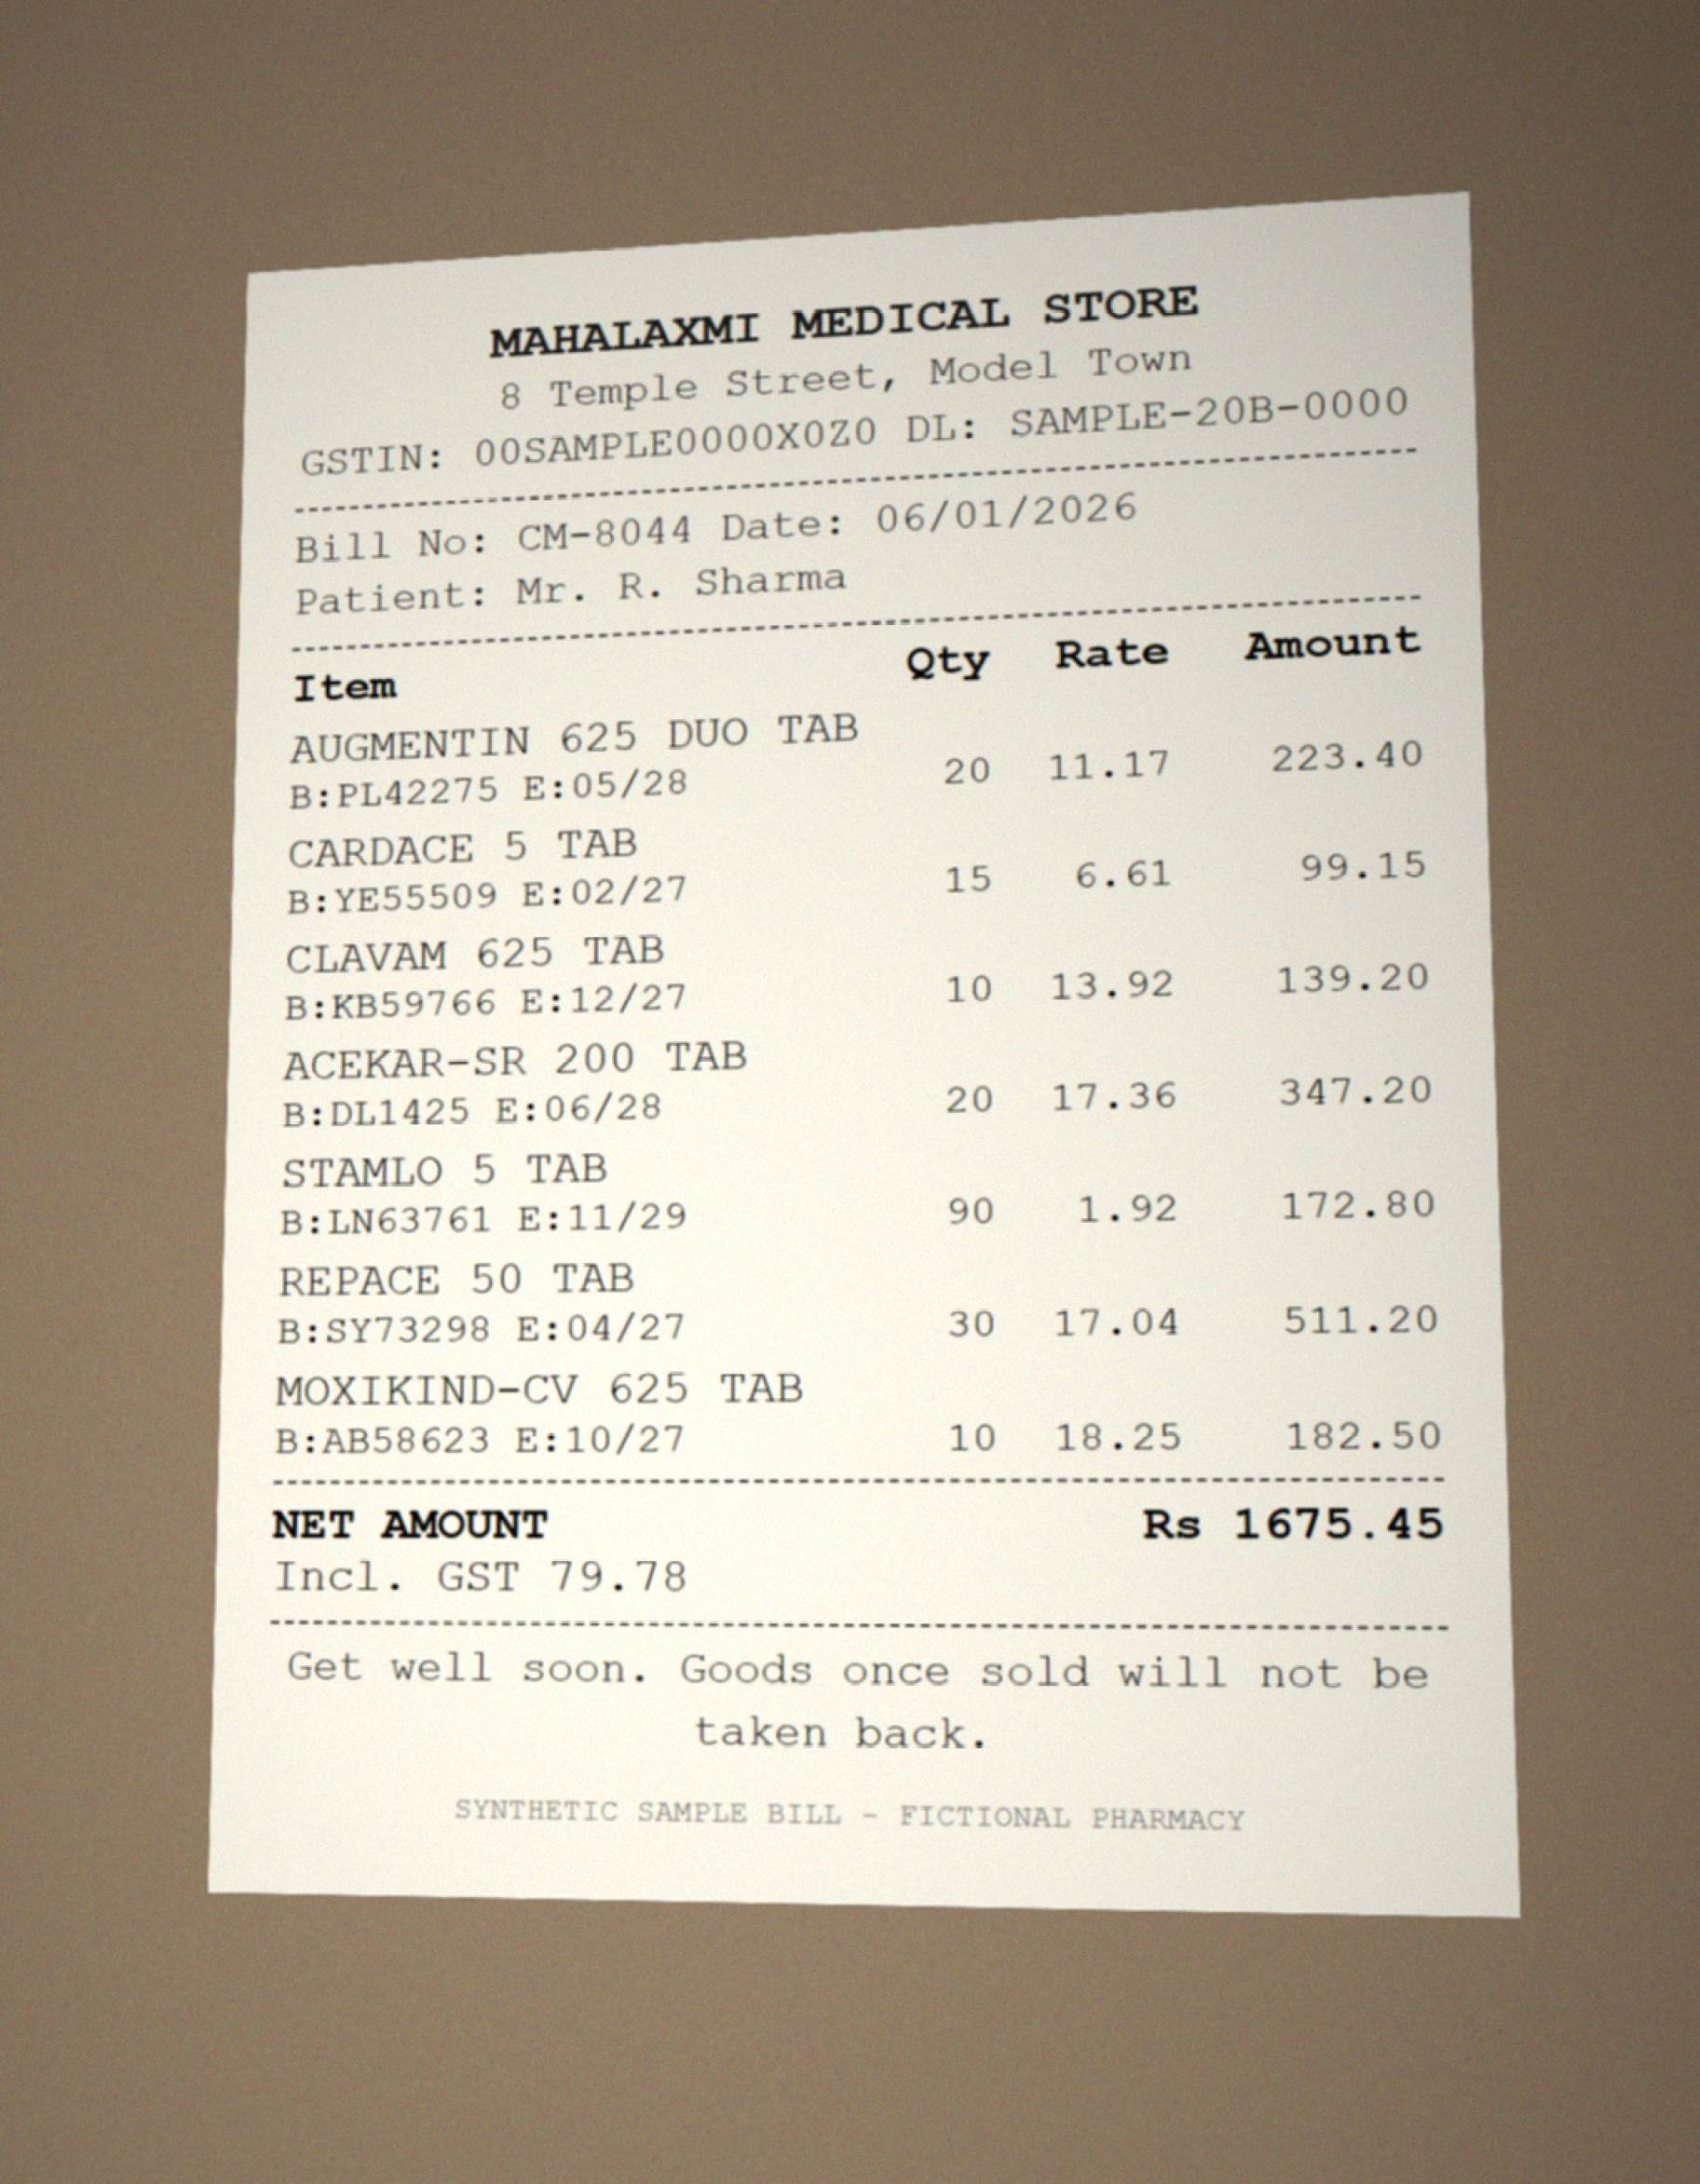 MAHALAXMI MEDICAL STORE
8 Temple Street, Model Town
GSTIN: 00SAMPLE0000X0Z0 DL: SAMPLE-20B-0000
Bill No: CM-8044 Date: 06/01/2026
Patient: Mr. R. Sharma
Item Qty Rate Amount
AUGMENTIN 625 DUO TAB
B:PL42275 E:05/28 20 11.17 223.40
CARDACE 5 TAB
B:YE55509 E:02/27 15 6.61 99.15
CLAVAM 625 TAB
B:KB59766 E:12/27 10 13.92 139.20
ACEKAR-SR 200 TAB
B:DL1425 E:06/28 20 17.36 347.20
STAMLO 5 TAB
B:LN63761 E:11/29 90 1.92 172.80
REPACE 50 TAB
B:SY73298 E:04/27 30 17.04 511.20
MOXIKIND-CV 625 TAB
B:AB58623 E:10/27 10 18.25 182.50
NET AMOUNT Rs 1675.45
Incl. GST 79.78
Get well soon. Goods once sold will not be
taken back.
SYNTHETIC SAMPLE BILL - FICTIONAL PHARMACY